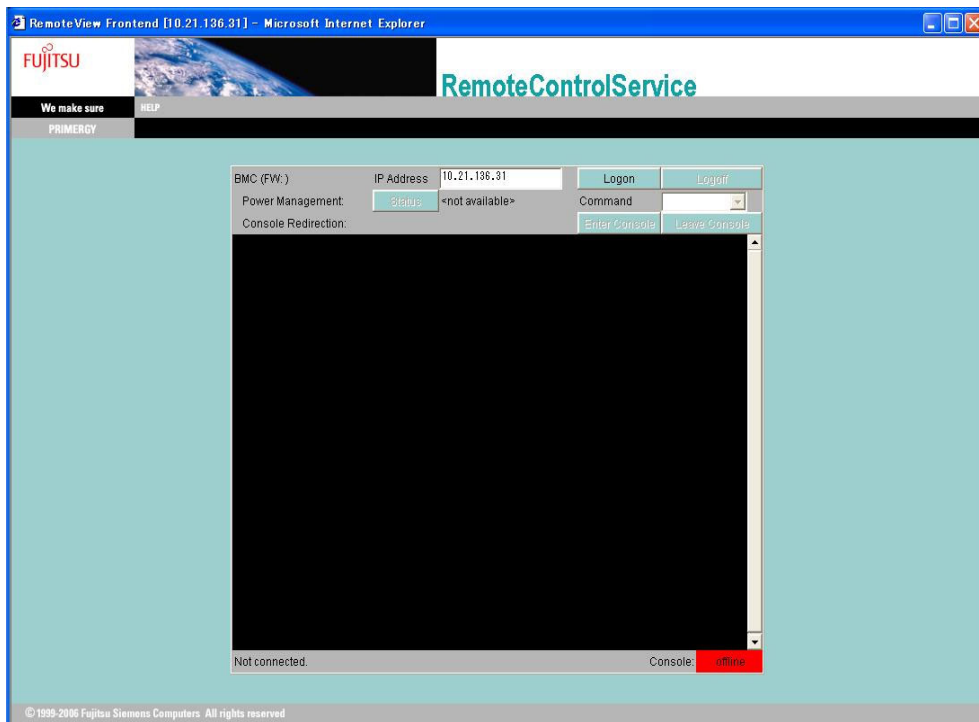 RemoteView Frontend [10.21.136.31] - Microsoft Internet Explorer
FUJITSU
RemoteControlService
We make sure HELP
PRIMERGY
BMC (FW: ) IP Address 10.21.136.31 Logon Logoff
Power Management: Status <not available> Command
Console Redirection: Enter Console Leave Console
Not connected. Console: offline
©1999-2006 Fujitsu Siemens Computers All rights reserved